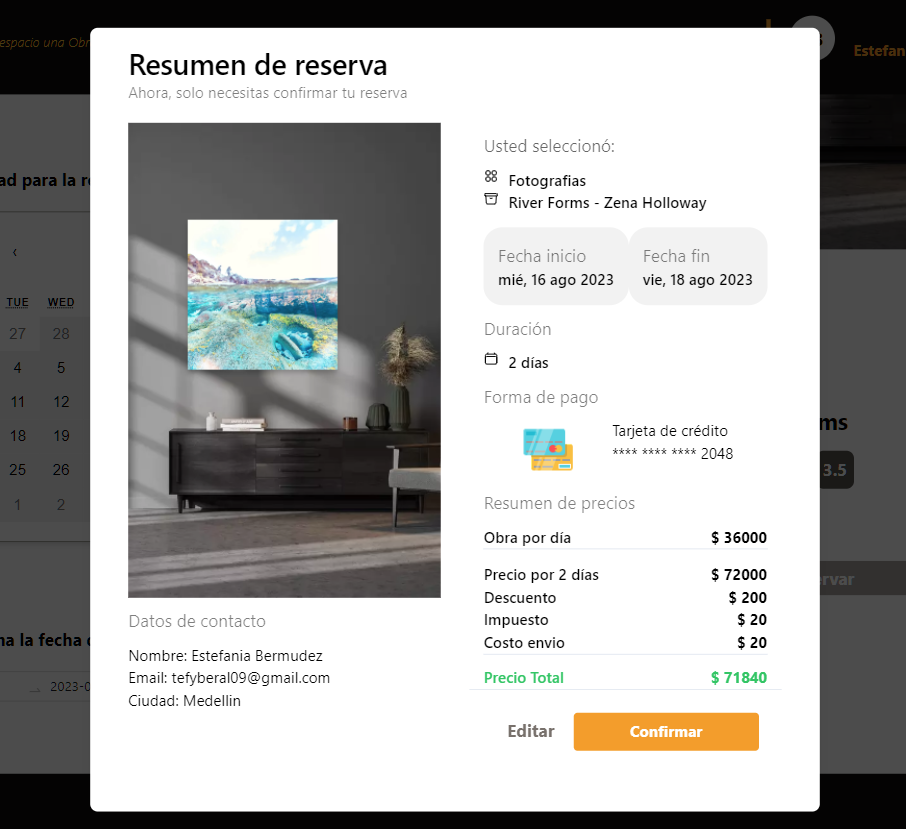 espacio una Obr
Estefan
Resumen de reserva
Ahora, solo necesitas confirmar tu reserva
Usted seleccionó:
Fotografias
River Forms - Zena Holloway
Fecha inicio
mié, 16 ago 2023
Fecha fin
vie, 18 ago 2023
Duración
2 días
Forma de pago
Tarjeta de crédito
**** **** **** 2048
Resumen de precios
Obra por día $ 36000
Precio por 2 días $ 72000
Descuento $ 200
Impuesto $ 20
Costo envio $ 20
Precio Total $ 71840
Editar
Confirmar
Datos de contacto
Nombre: Estefania Bermudez
Email: tefyberal09@gmail.com
Ciudad: Medellin
ad para la r
TUE WED
27 28
4 5
11 12
18 19
25 26
1 2
na la fecha
2023-0
ms
3.5
rvar